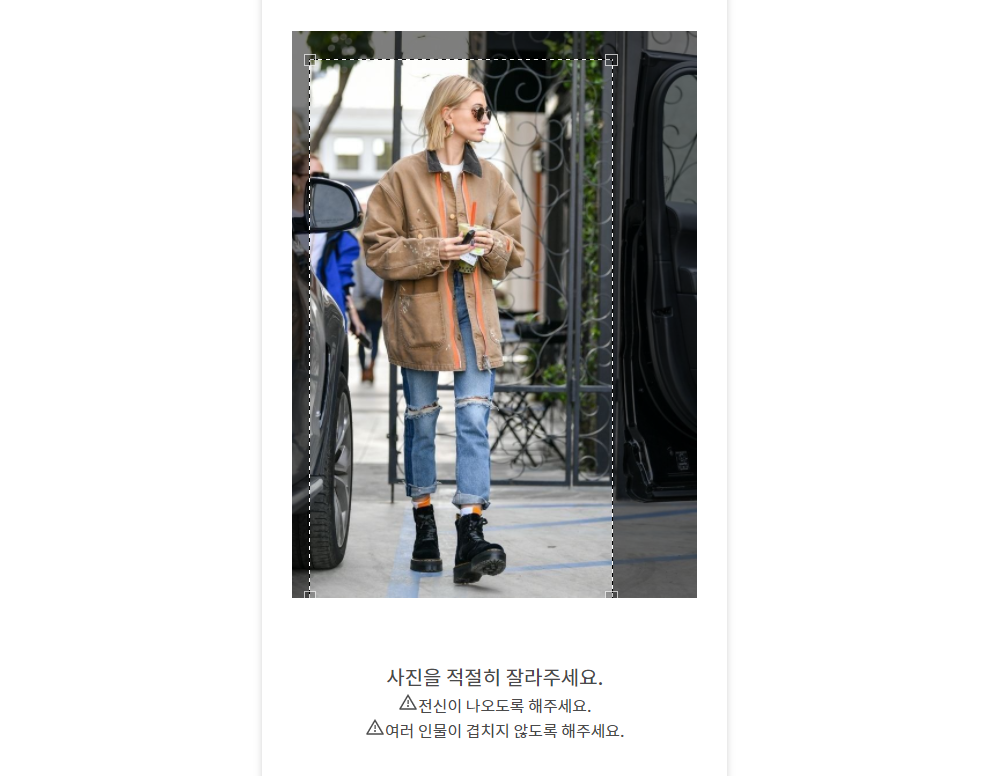 사진을 적절히 잘라주세요.
전신이 나오도록 해주세요.
여러 인물이 겹치지 않도록 해주세요.